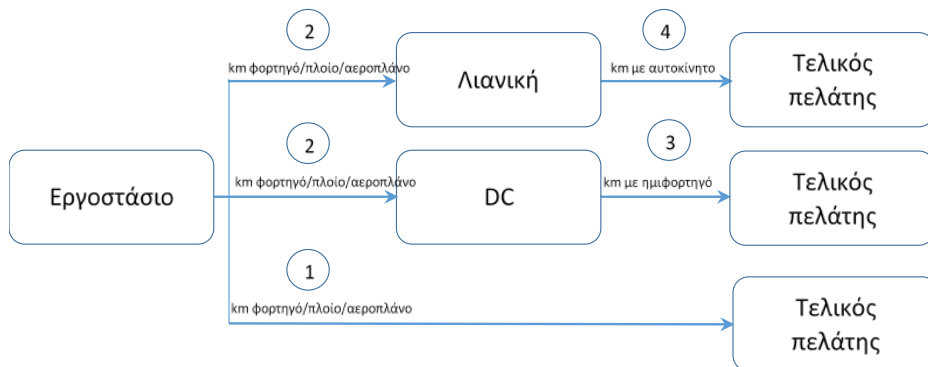 2
4
km φορτηγό/πλοίο/αεροπλάνο
Λιανική
km με αυτοκίνητο
Τελικός
πελάτης
2
3
Εργοστάσιο
km φορτηγό/πλοίο/αεροπλάνο
DC
km με ημιφορτηγό
Τελικός
πελάτης
1
km φορτηγό/πλοίο/αεροπλάνο
Τελικός
πελάτης